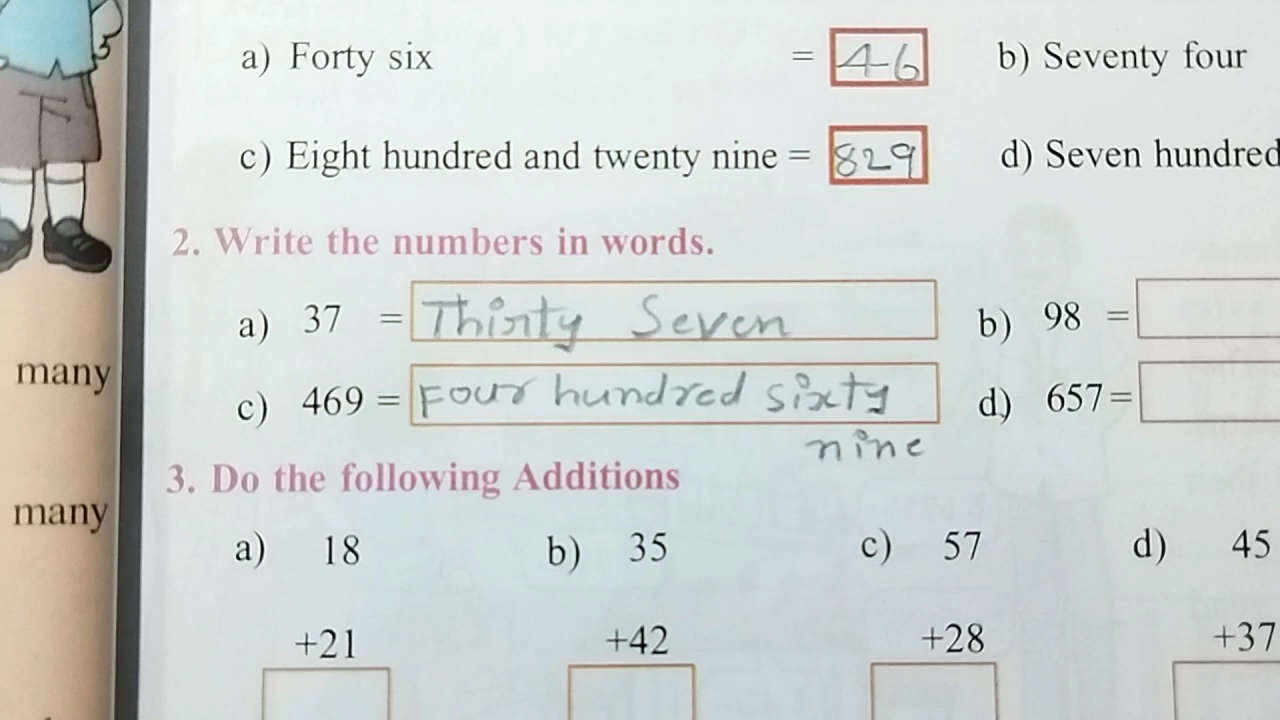 a) Forty six = 46 b) Seventy four
c) Eight hundred and twenty nine = 829 d) Seven hundred
2. Write the numbers in words.
a) 37 = Thirty Seven b) 98 =
many
c) 469 = Four hundred sixty d) 657=
nine
3. Do the following Additions
many
a) 18 b) 35 c) 57 d) 45
+21 +42 +28 +37